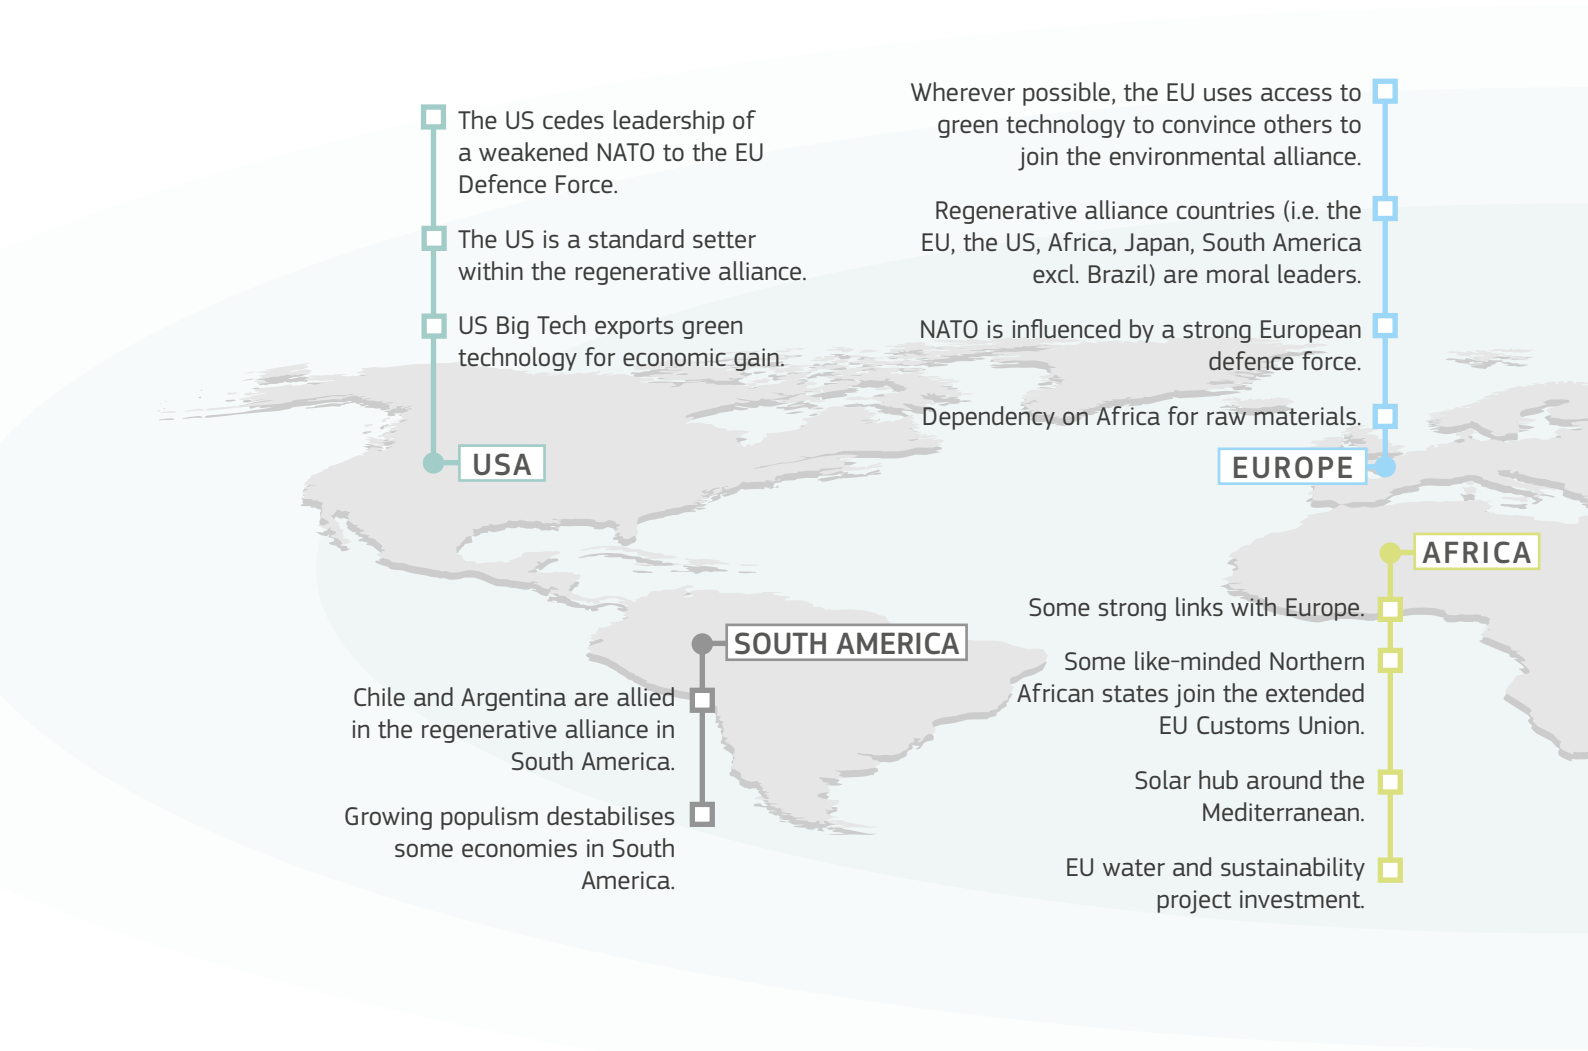 The US cedes leadership of
a weakened NATO to the EU
Defence Force.
The US is a standard setter
within the regenerative alliance.
US Big Tech exports green
technology for economic gain.
USA
Wherever possible, the EU uses access to
green technology to convince others to
join the environmental alliance.
Regenerative alliance countries (i.e. the
EU, the US, Africa, Japan, South America
excl. Brazil) are moral leaders.
NATO is influenced by a strong European
defence force.
Dependency on Africa for raw materials.
EUROPE
AFRICA
Some strong links with Europe.
Some like-minded Northern
African states join the extended
EU Customs Union.
Solar hub around the
Mediterranean.
EU water and sustainability
project investment.
SOUTH AMERICA
Chile and Argentina are allied
in the regenerative alliance in
South America.
Growing populism destabilises
some economies in South
America.